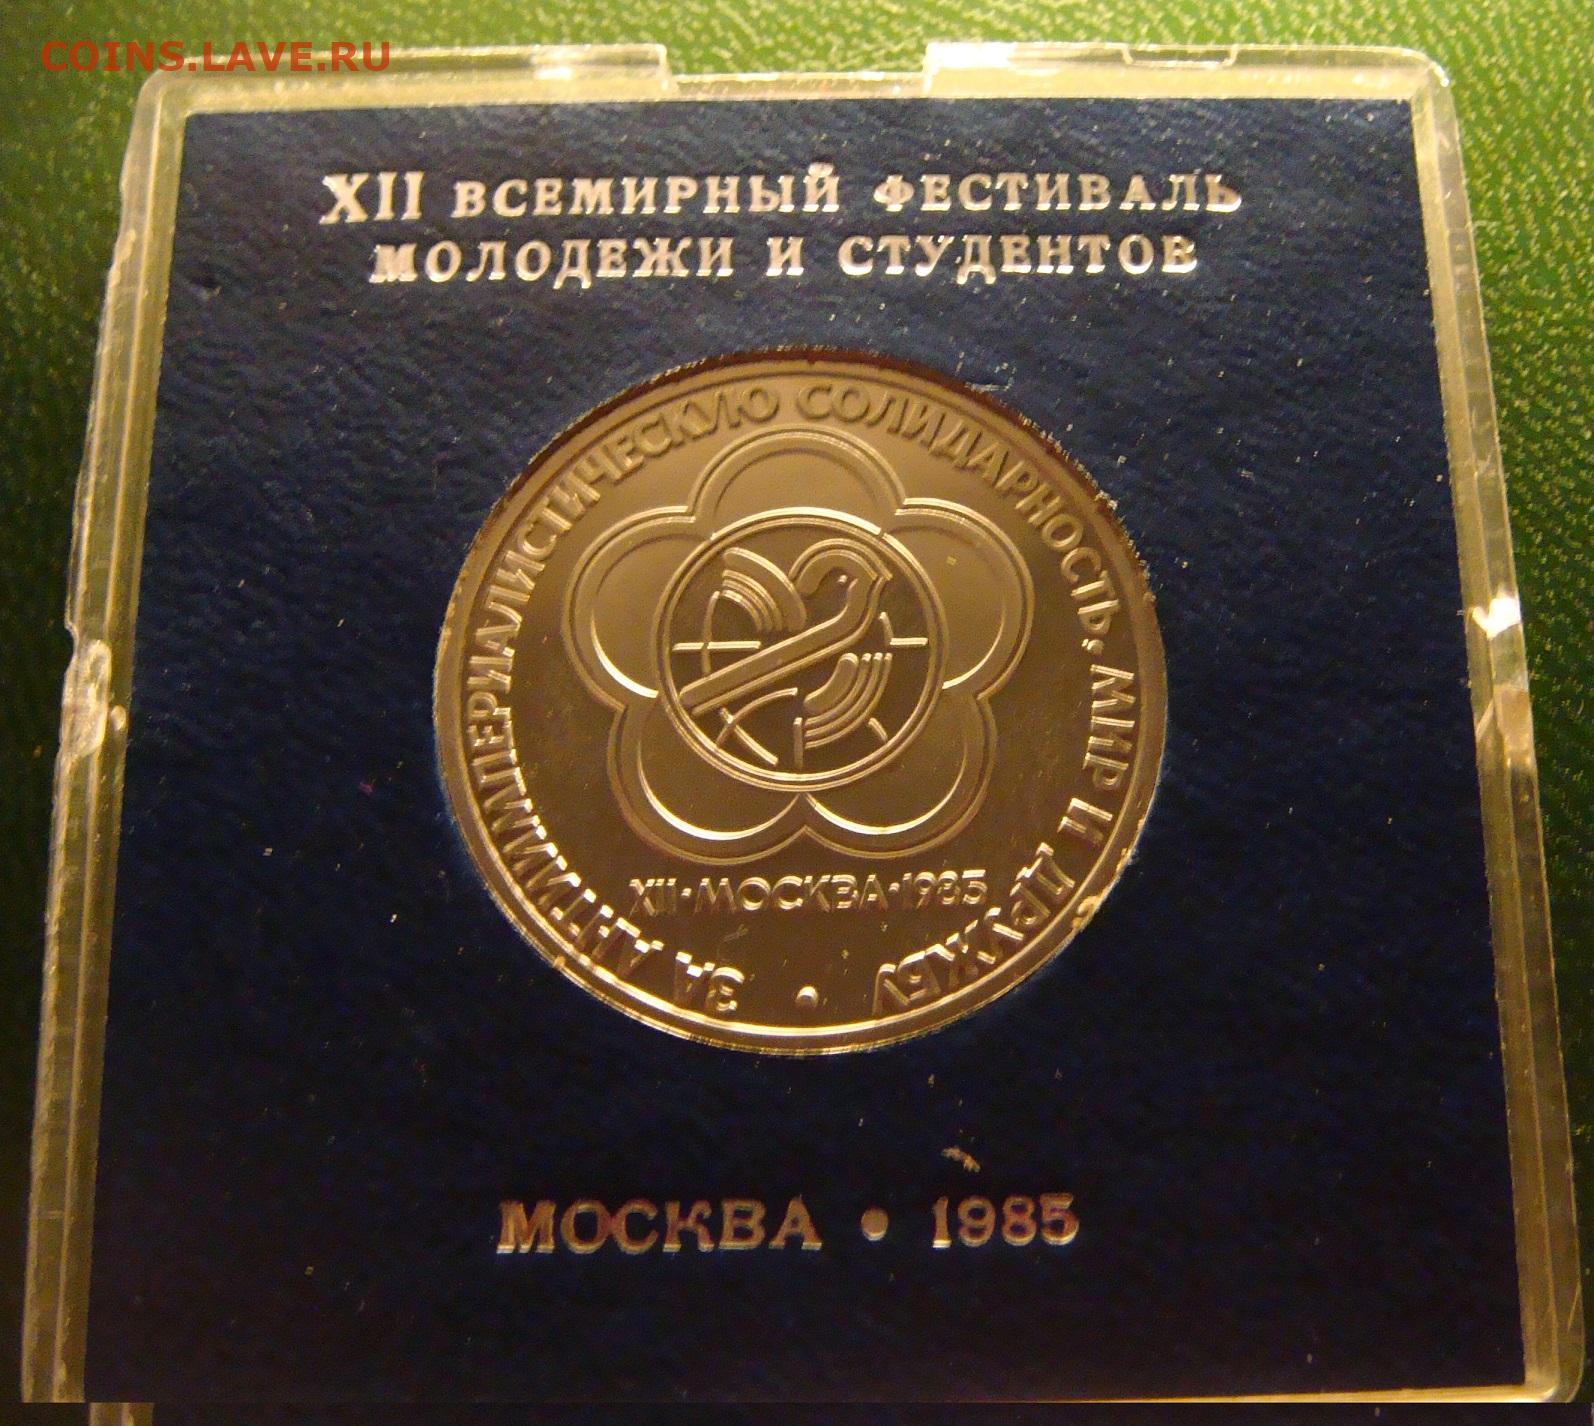 COINS.LAVE.RU
XII ВСЕМИРНЫЙ ФЕСТИВАЛЬ
МОЛОДЕЖИ И СТУДЕНТОВ
ЗА АНТИИМПЕРИАЛИСТИЧЕСКУЮ СОЛИДАРНОСТЬ, МИР И ДРУЖБУ •
XII·МОСКВА·1985
МОСКВА • 1985